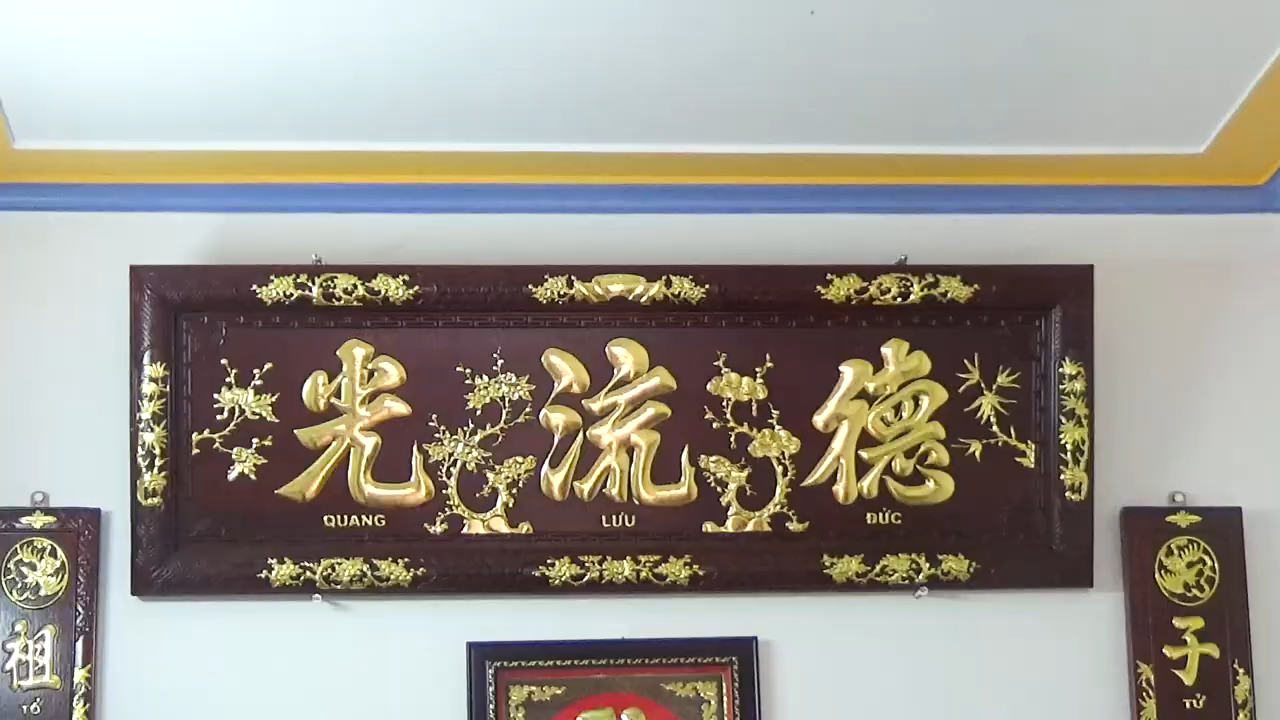 光 流 德
QUANG LƯU ĐỨC
祖
TỔ
子
TỬ